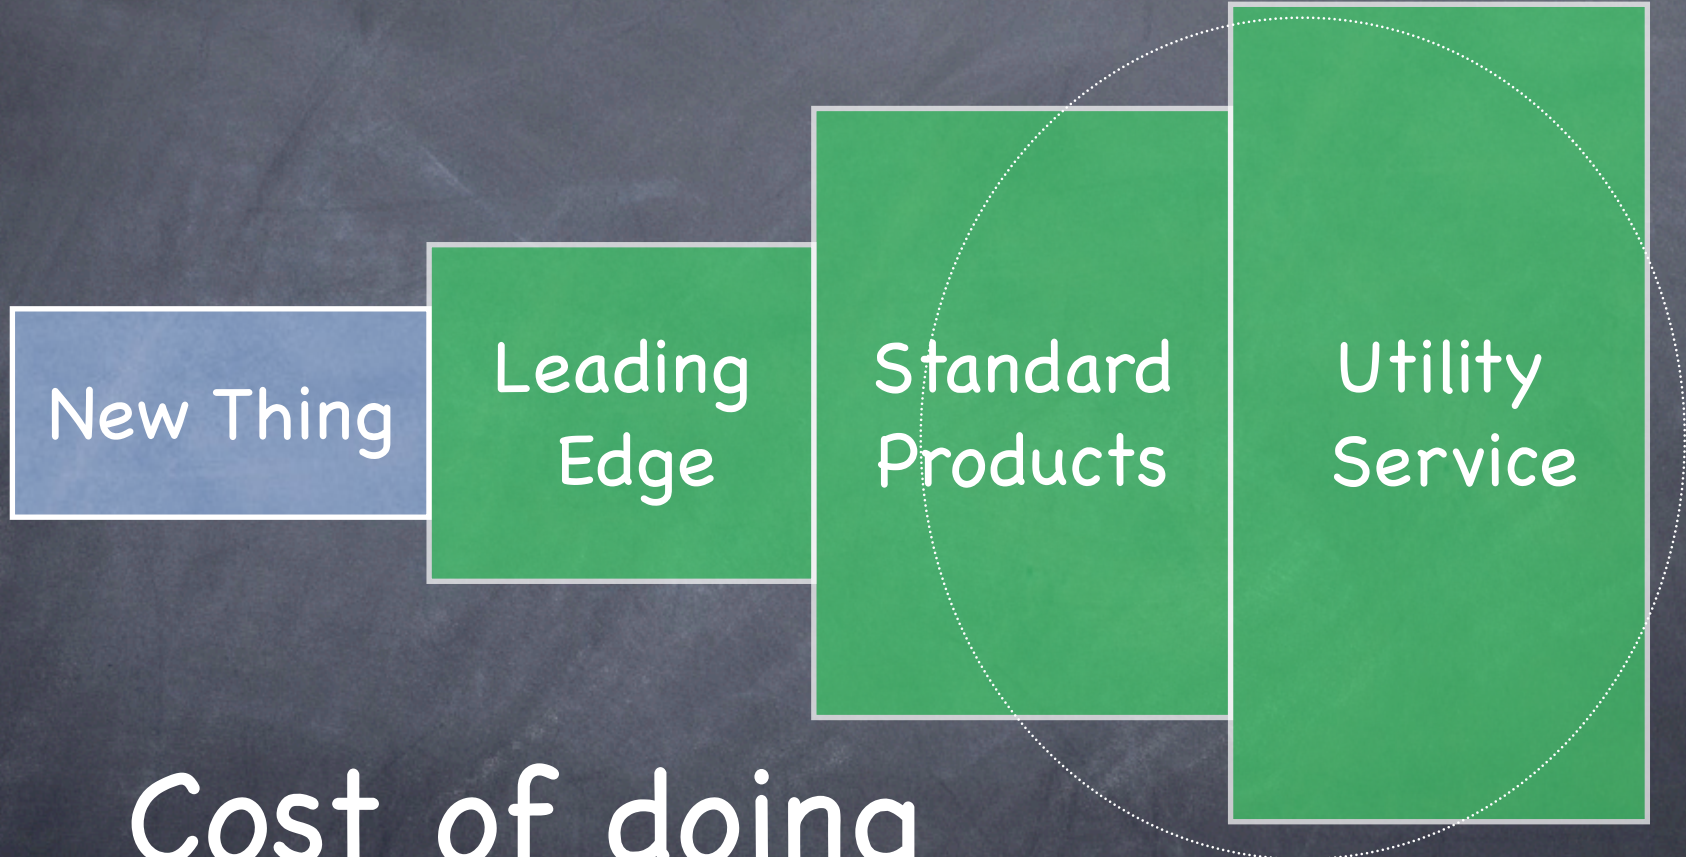 New Thing
Leading
Edge
Standard
Products
Utility
Service
Cost of doing